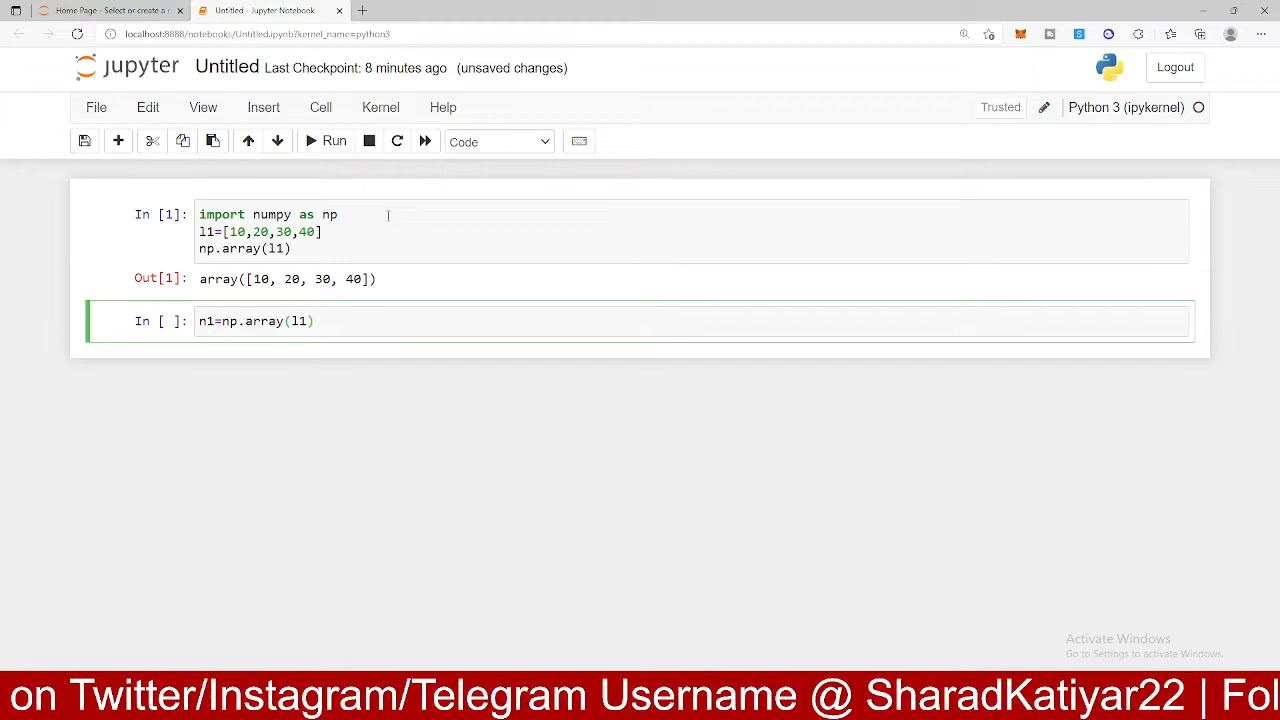 Home Page - Select or create a n
Untitled - Jupyter Notebook
localhost:8888/notebooks/Untitled.ipynb?kernel_name=python3
jupyter Untitled Last Checkpoint: 8 minutes ago (unsaved changes)
Logout
File Edit View Insert Cell Kernel Help
Trusted
Python 3 (ipykernel)
Run
Code
In [1]: import numpy as np
l1=[10,20,30,40]
np.array(l1)
Out[1]: array([10, 20, 30, 40])
In [ ]: n1=np.array(l1)
Activate Windows
Go to Settings to activate Windows.
on Twitter/Instagram/Telegram Username @ SharadKatiyar22 | Fol